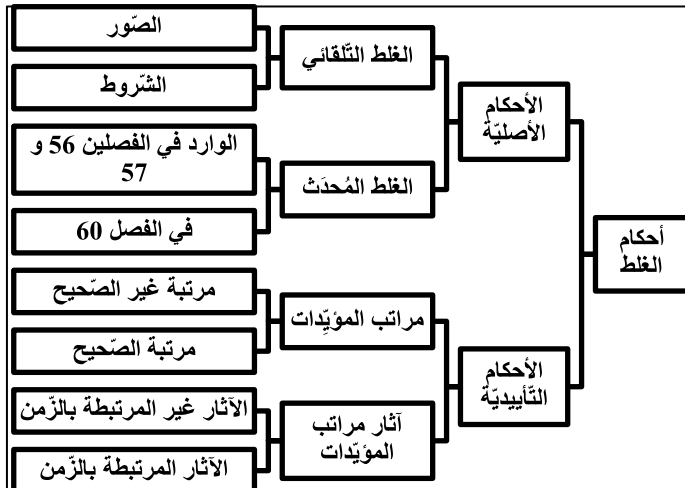 أحكام
الغلط
الأحكام
الأصليّة
الغلط التّلقائي
الصّور
الشّروط
الغلط المُحدَث
الوارد في الفصلين 56 و
57
في الفصل 60
الأحكام
التّأييديّة
مراتب المؤيِّدات
مرتبة غير الصّحيح
مرتبة الصّحيح
آثار مراتب
المؤيّدات
الآثار غير المرتبطة بالزّمن
الآثار المرتبطة بالزّمن